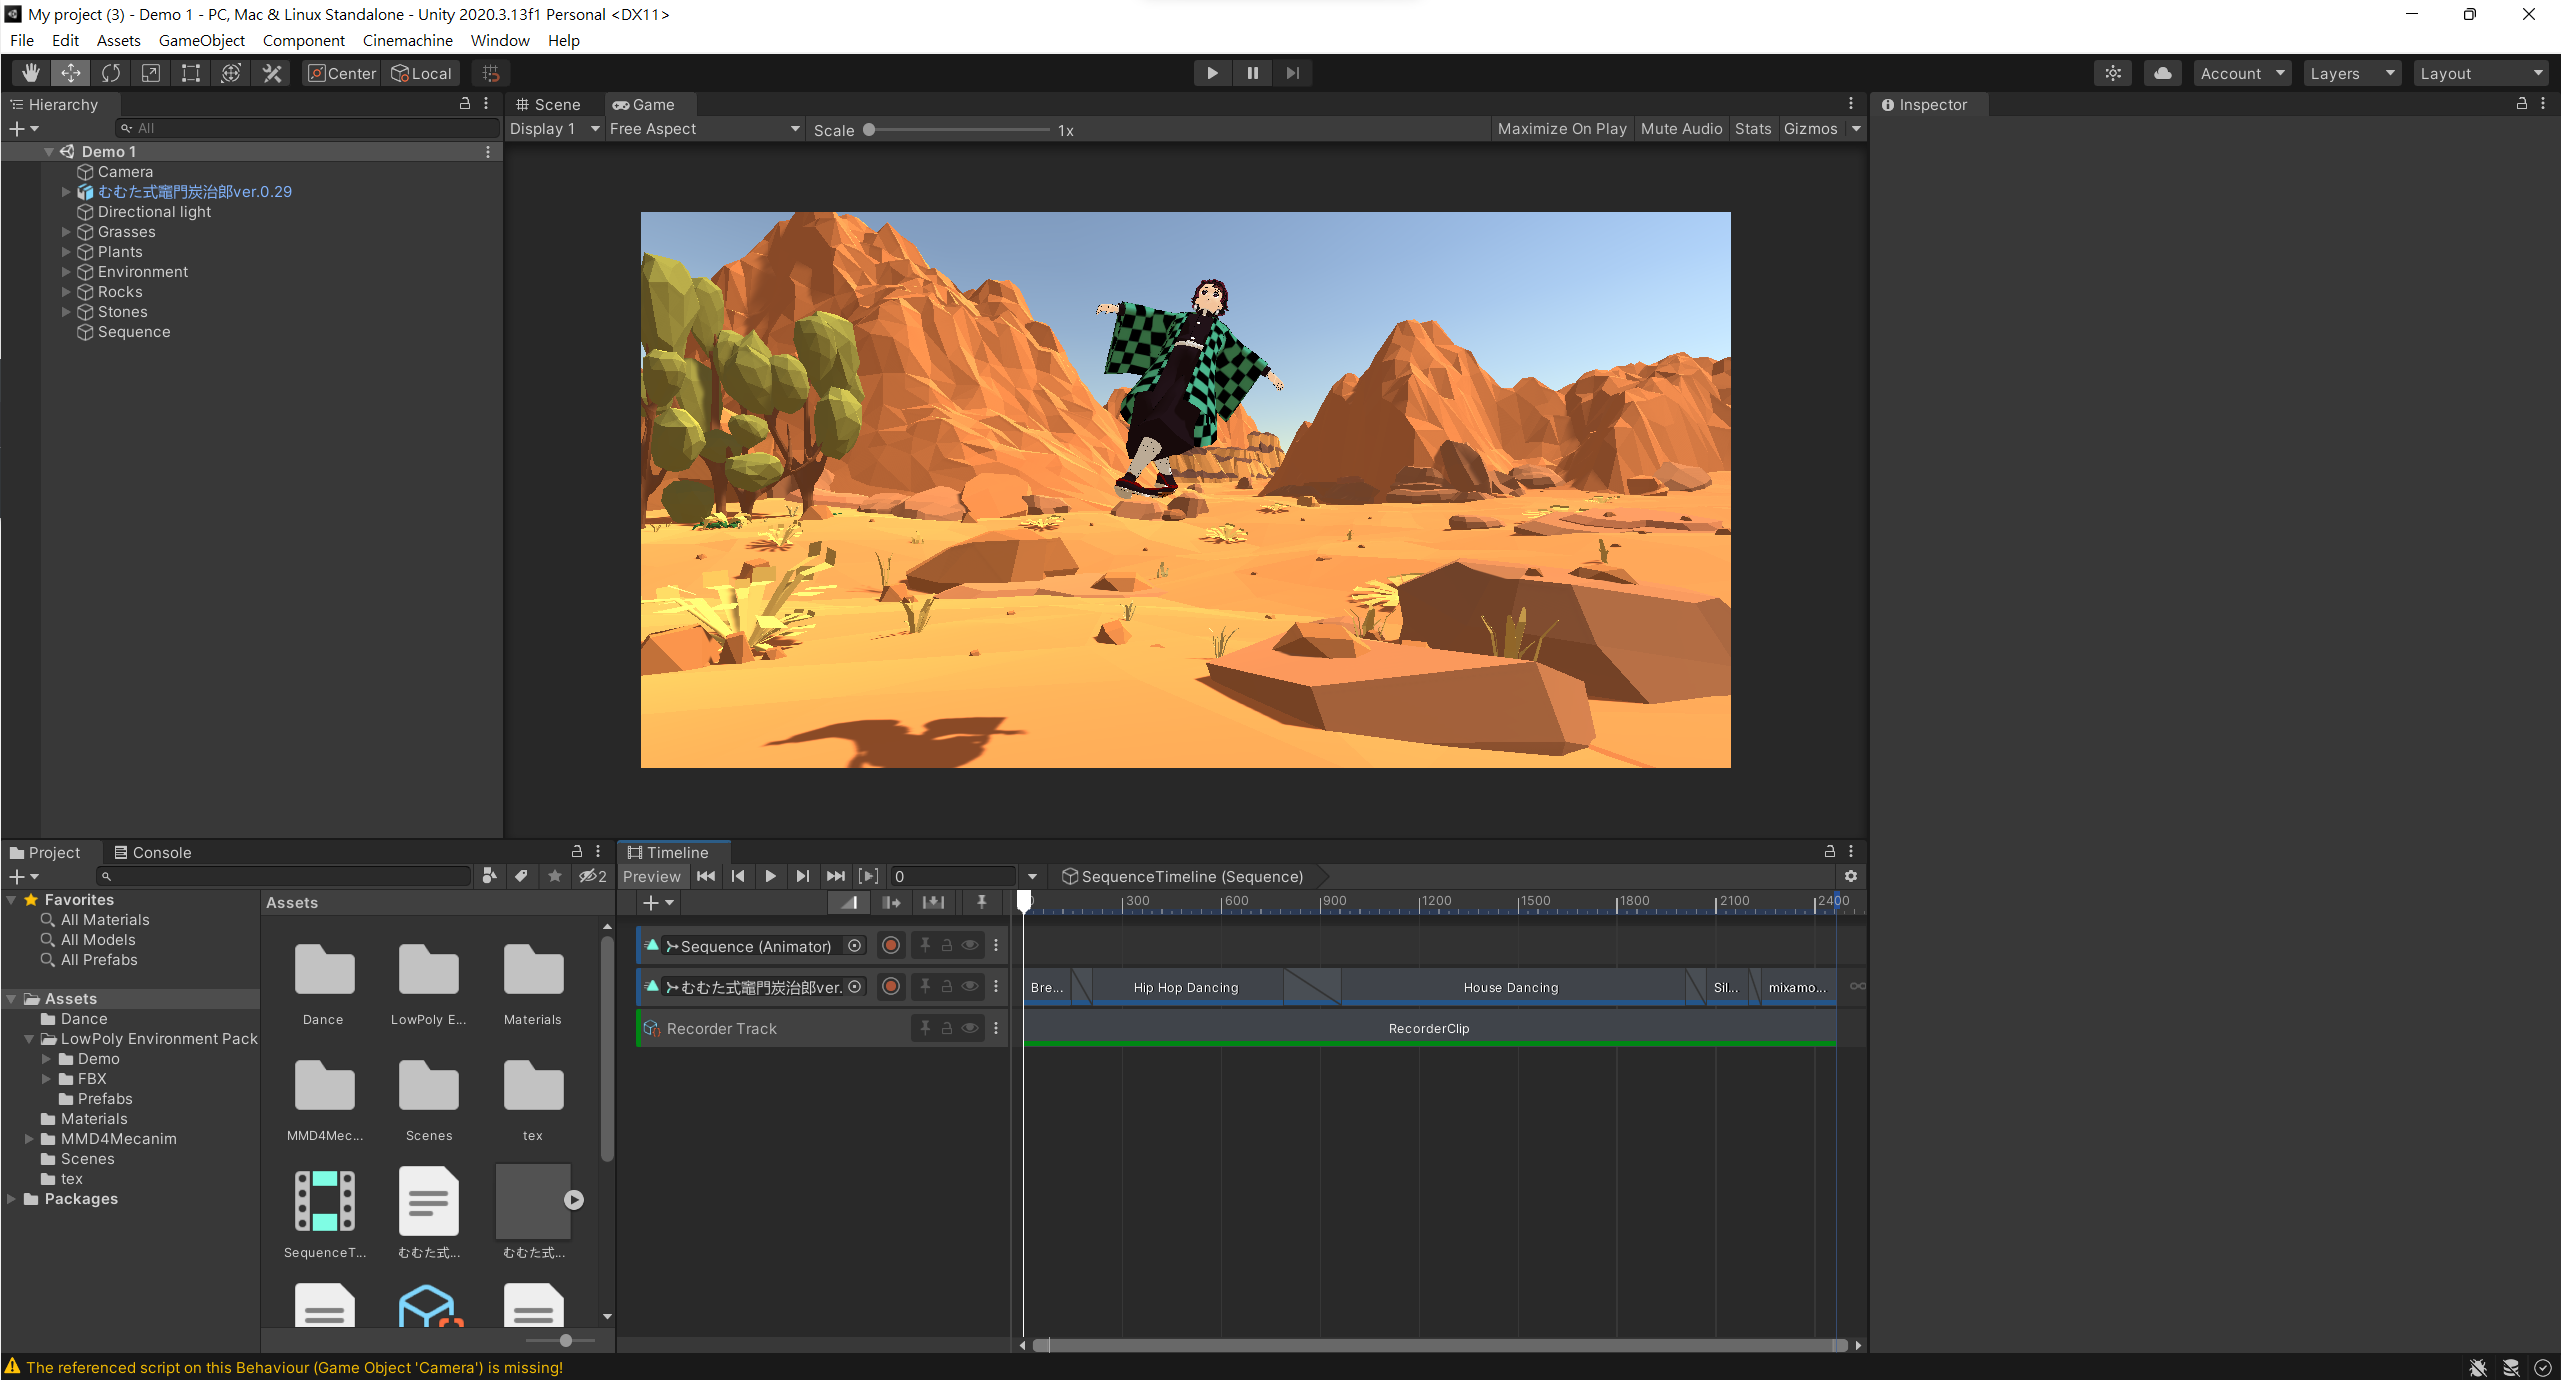 My project (3) - Demo 1 - PC, Mac & Linux Standalone - Unity 2020.3.13f1 Personal <DX11>
File Edit Assets GameObject Component Cinemachine Window Help
Center Local Account Layers Layout
Hierarchy
All
Demo 1
Camera
むむた式竈門炭治郎ver.0.29
Directional light
Grasses
Plants
Environment
Rocks
Stones
Sequence
Scene Game
Display 1 Free Aspect Scale 1x Maximize On Play Mute Audio Stats Gizmos
Inspector
Project Console
2
Favorites
All Materials
All Models
All Prefabs
Assets
Dance
LowPoly Environment Pack
Demo
FBX
Prefabs
Materials
MMD4Mecanim
Scenes
tex
Packages
Assets
Dance LowPoly E... Materials
MMD4Mec... Scenes tex
SequenceT... むむた式... むむた式...
Timeline
Preview 0 SequenceTimeline (Sequence)
300 600 900 1200 1500 1800 2100 2400
Sequence (Animator)
むむた式竈門炭治郎ver. Bre... Hip Hop Dancing House Dancing Sil... mixamo...
Recorder Track RecorderClip
The referenced script on this Behaviour (Game Object 'Camera') is missing!